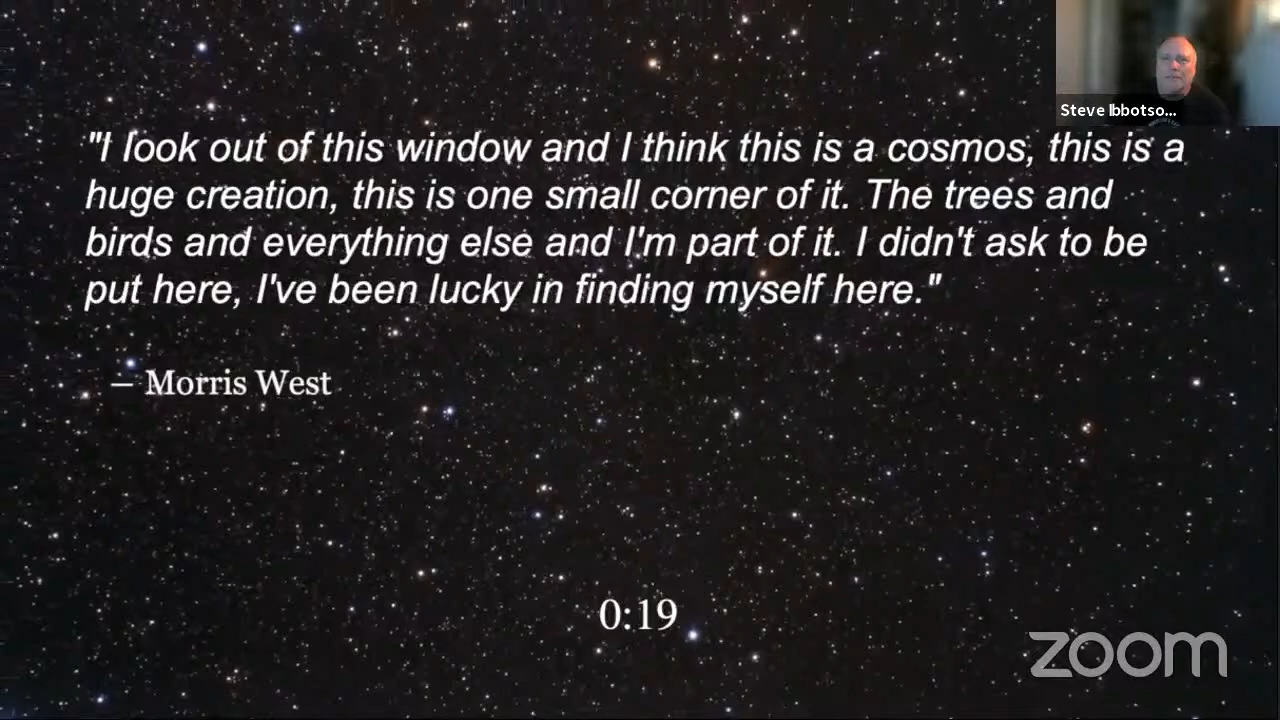 Steve Ibbotso...
"I look out of this window and I think this is a cosmos, this is a
huge creation, this is one small corner of it. The trees and
birds and everything else and I'm part of it. I didn't ask to be
put here, I've been lucky in finding myself here."
– Morris West
0:19
zoom